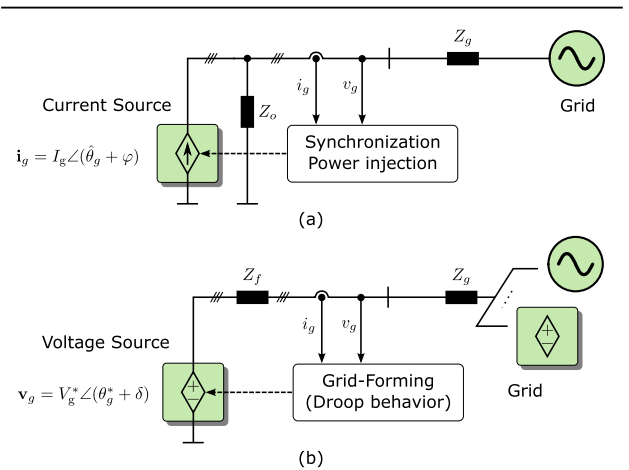 Z_g
i_g
v_g
Current Source
Z_o
Grid
Synchronization
Power injection
𝐢_g = I_g∠(θ̂_g + φ)
(a)
Z_f
Z_g
i_g
v_g
Voltage Source
+
−
+
−
Grid-Forming
(Droop behavior)
Grid
𝐯_g = V_g^*∠(θ_g^* + δ)
(b)